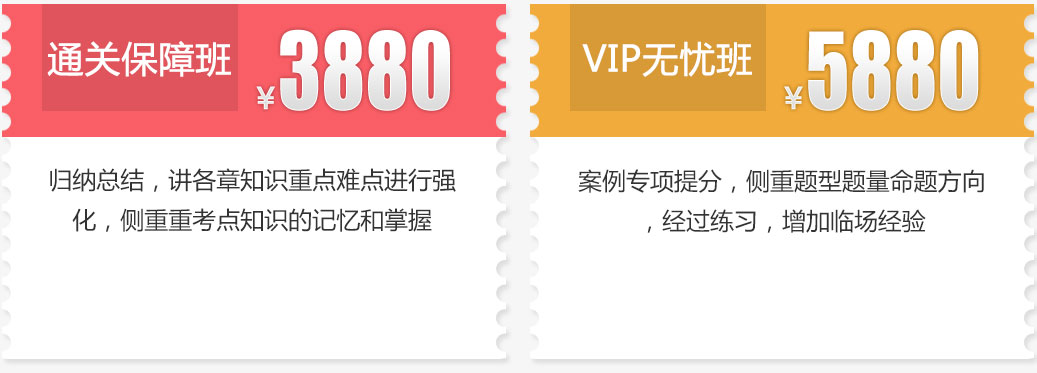 通关保障班
¥3880
归纳总结，讲各章知识重点难点进行强
化，侧重重考点知识的记忆和掌握
VIP无忧班
¥5880
案例专项提分，侧重题型题量命题方向
，经过练习，增加临场经验